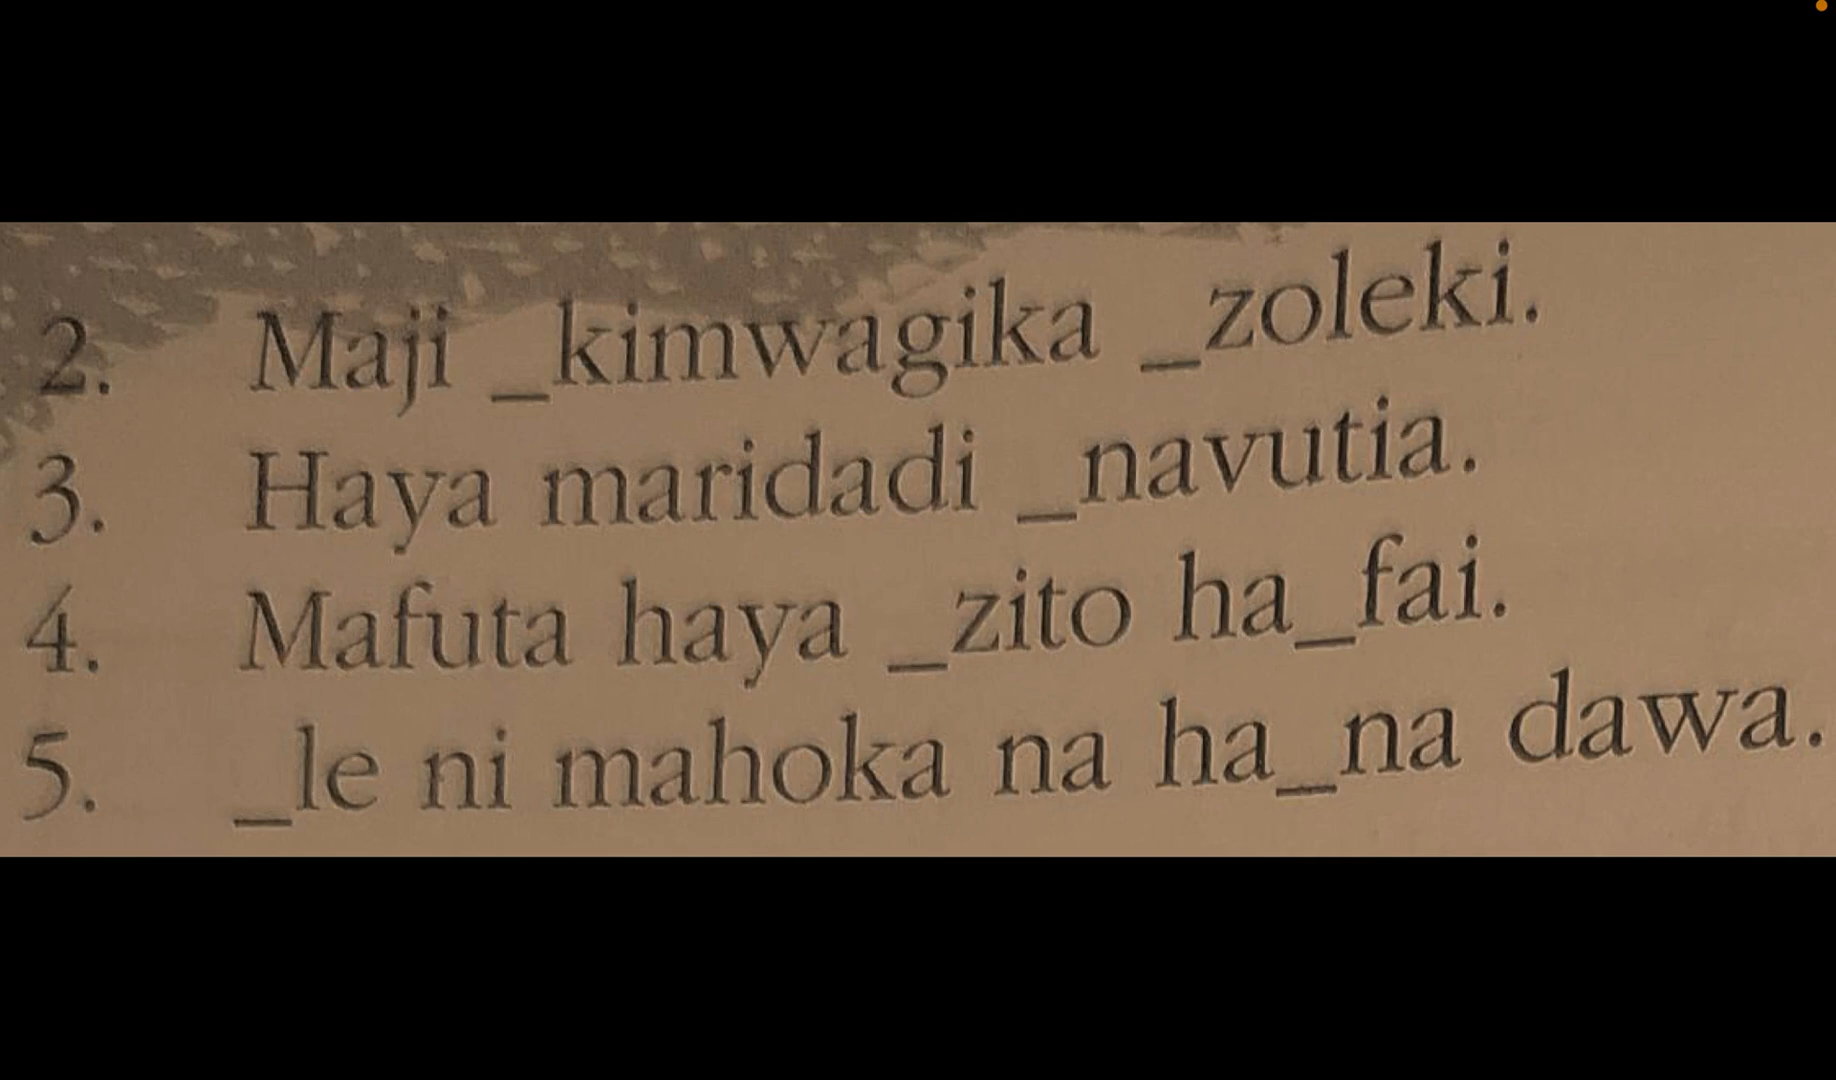 2. Maji _kimwagika _zoleki.
3. Haya maridadi _navutia.
4. Mafuta haya _zito ha_fai.
5. _le ni mahoka na ha_na dawa.